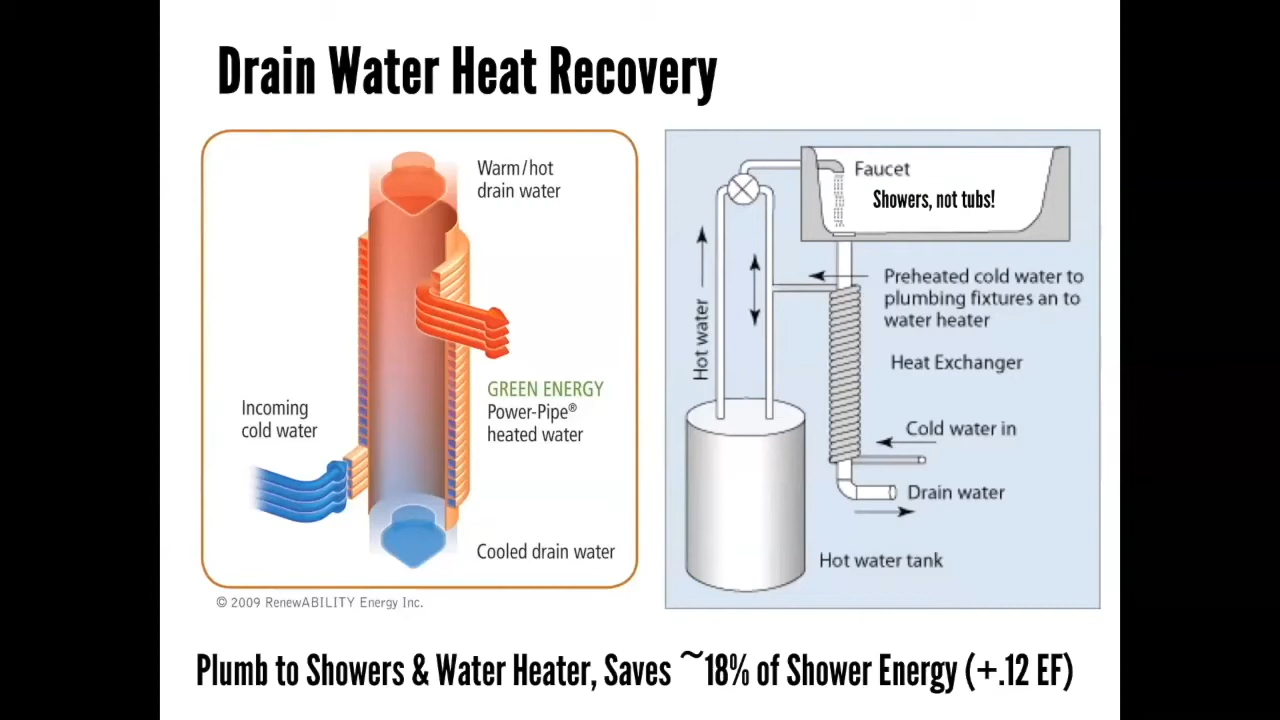 Drain Water Heat Recovery
Warm/hot
drain water
GREEN ENERGY
Power-Pipe®
heated water
Incoming
cold water
Cooled drain water
© 2009 RenewABILITY Energy Inc.
Faucet
Showers, not tubs!
Preheated cold water to
plumbing fixtures an to
water heater
Hot water
Heat Exchanger
Cold water in
Drain water
Hot water tank
Plumb to Showers & Water Heater, Saves ~18% of Shower Energy (+.12 EF)